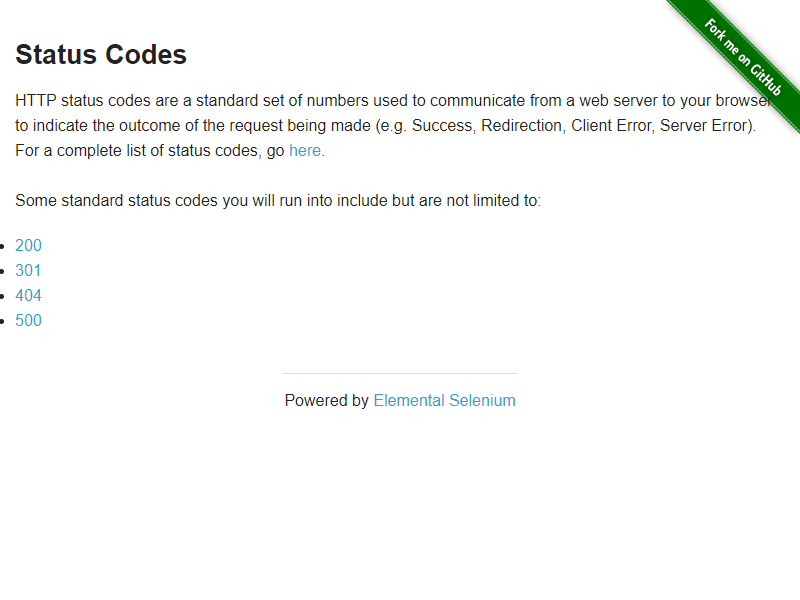 Fork me on GitHub
Status Codes
HTTP status codes are a standard set of numbers used to communicate from a web server to your browser
to indicate the outcome of the request being made (e.g. Success, Redirection, Client Error, Server Error).
For a complete list of status codes, go here.
Some standard status codes you will run into include but are not limited to:
200
301
404
500
Powered by Elemental Selenium